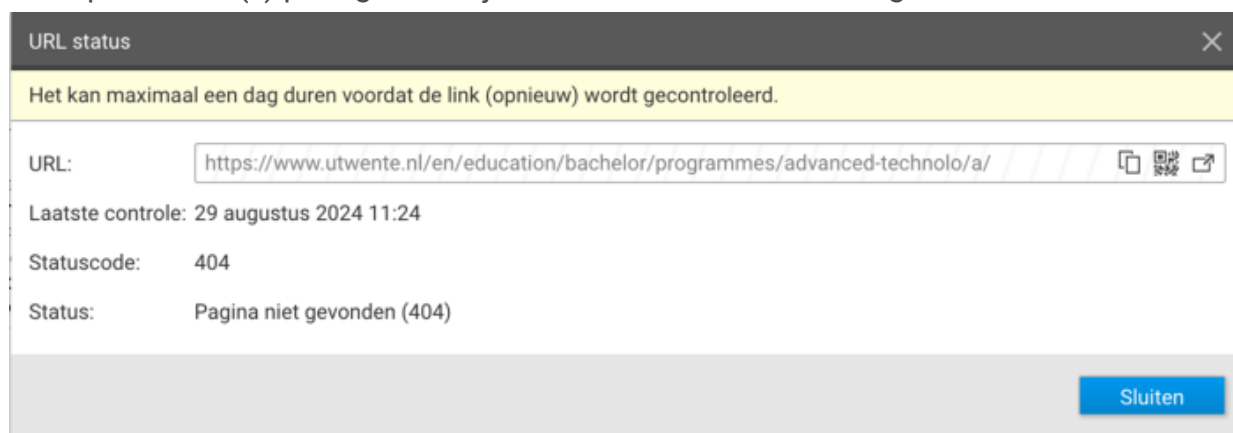 URL status
Het kan maximaal een dag duren voordat de link (opnieuw) wordt gecontroleerd.
URL: https://www.utwente.nl/en/education/bachelor/programmes/advanced-technolo/a/
Laatste controle: 29 augustus 2024 11:24
Statuscode: 404
Status: Pagina niet gevonden (404)
Sluiten